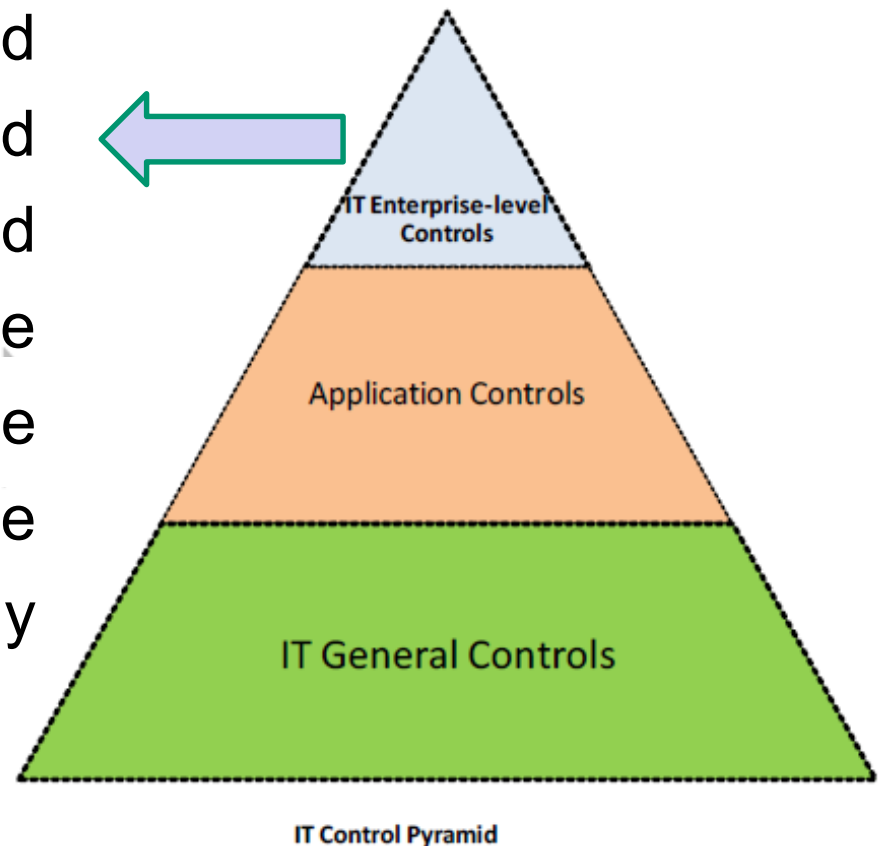 d
d
d
e
e
e
y
IT Enterprise-level
Controls
Application Controls
IT General Controls
IT Control Pyramid